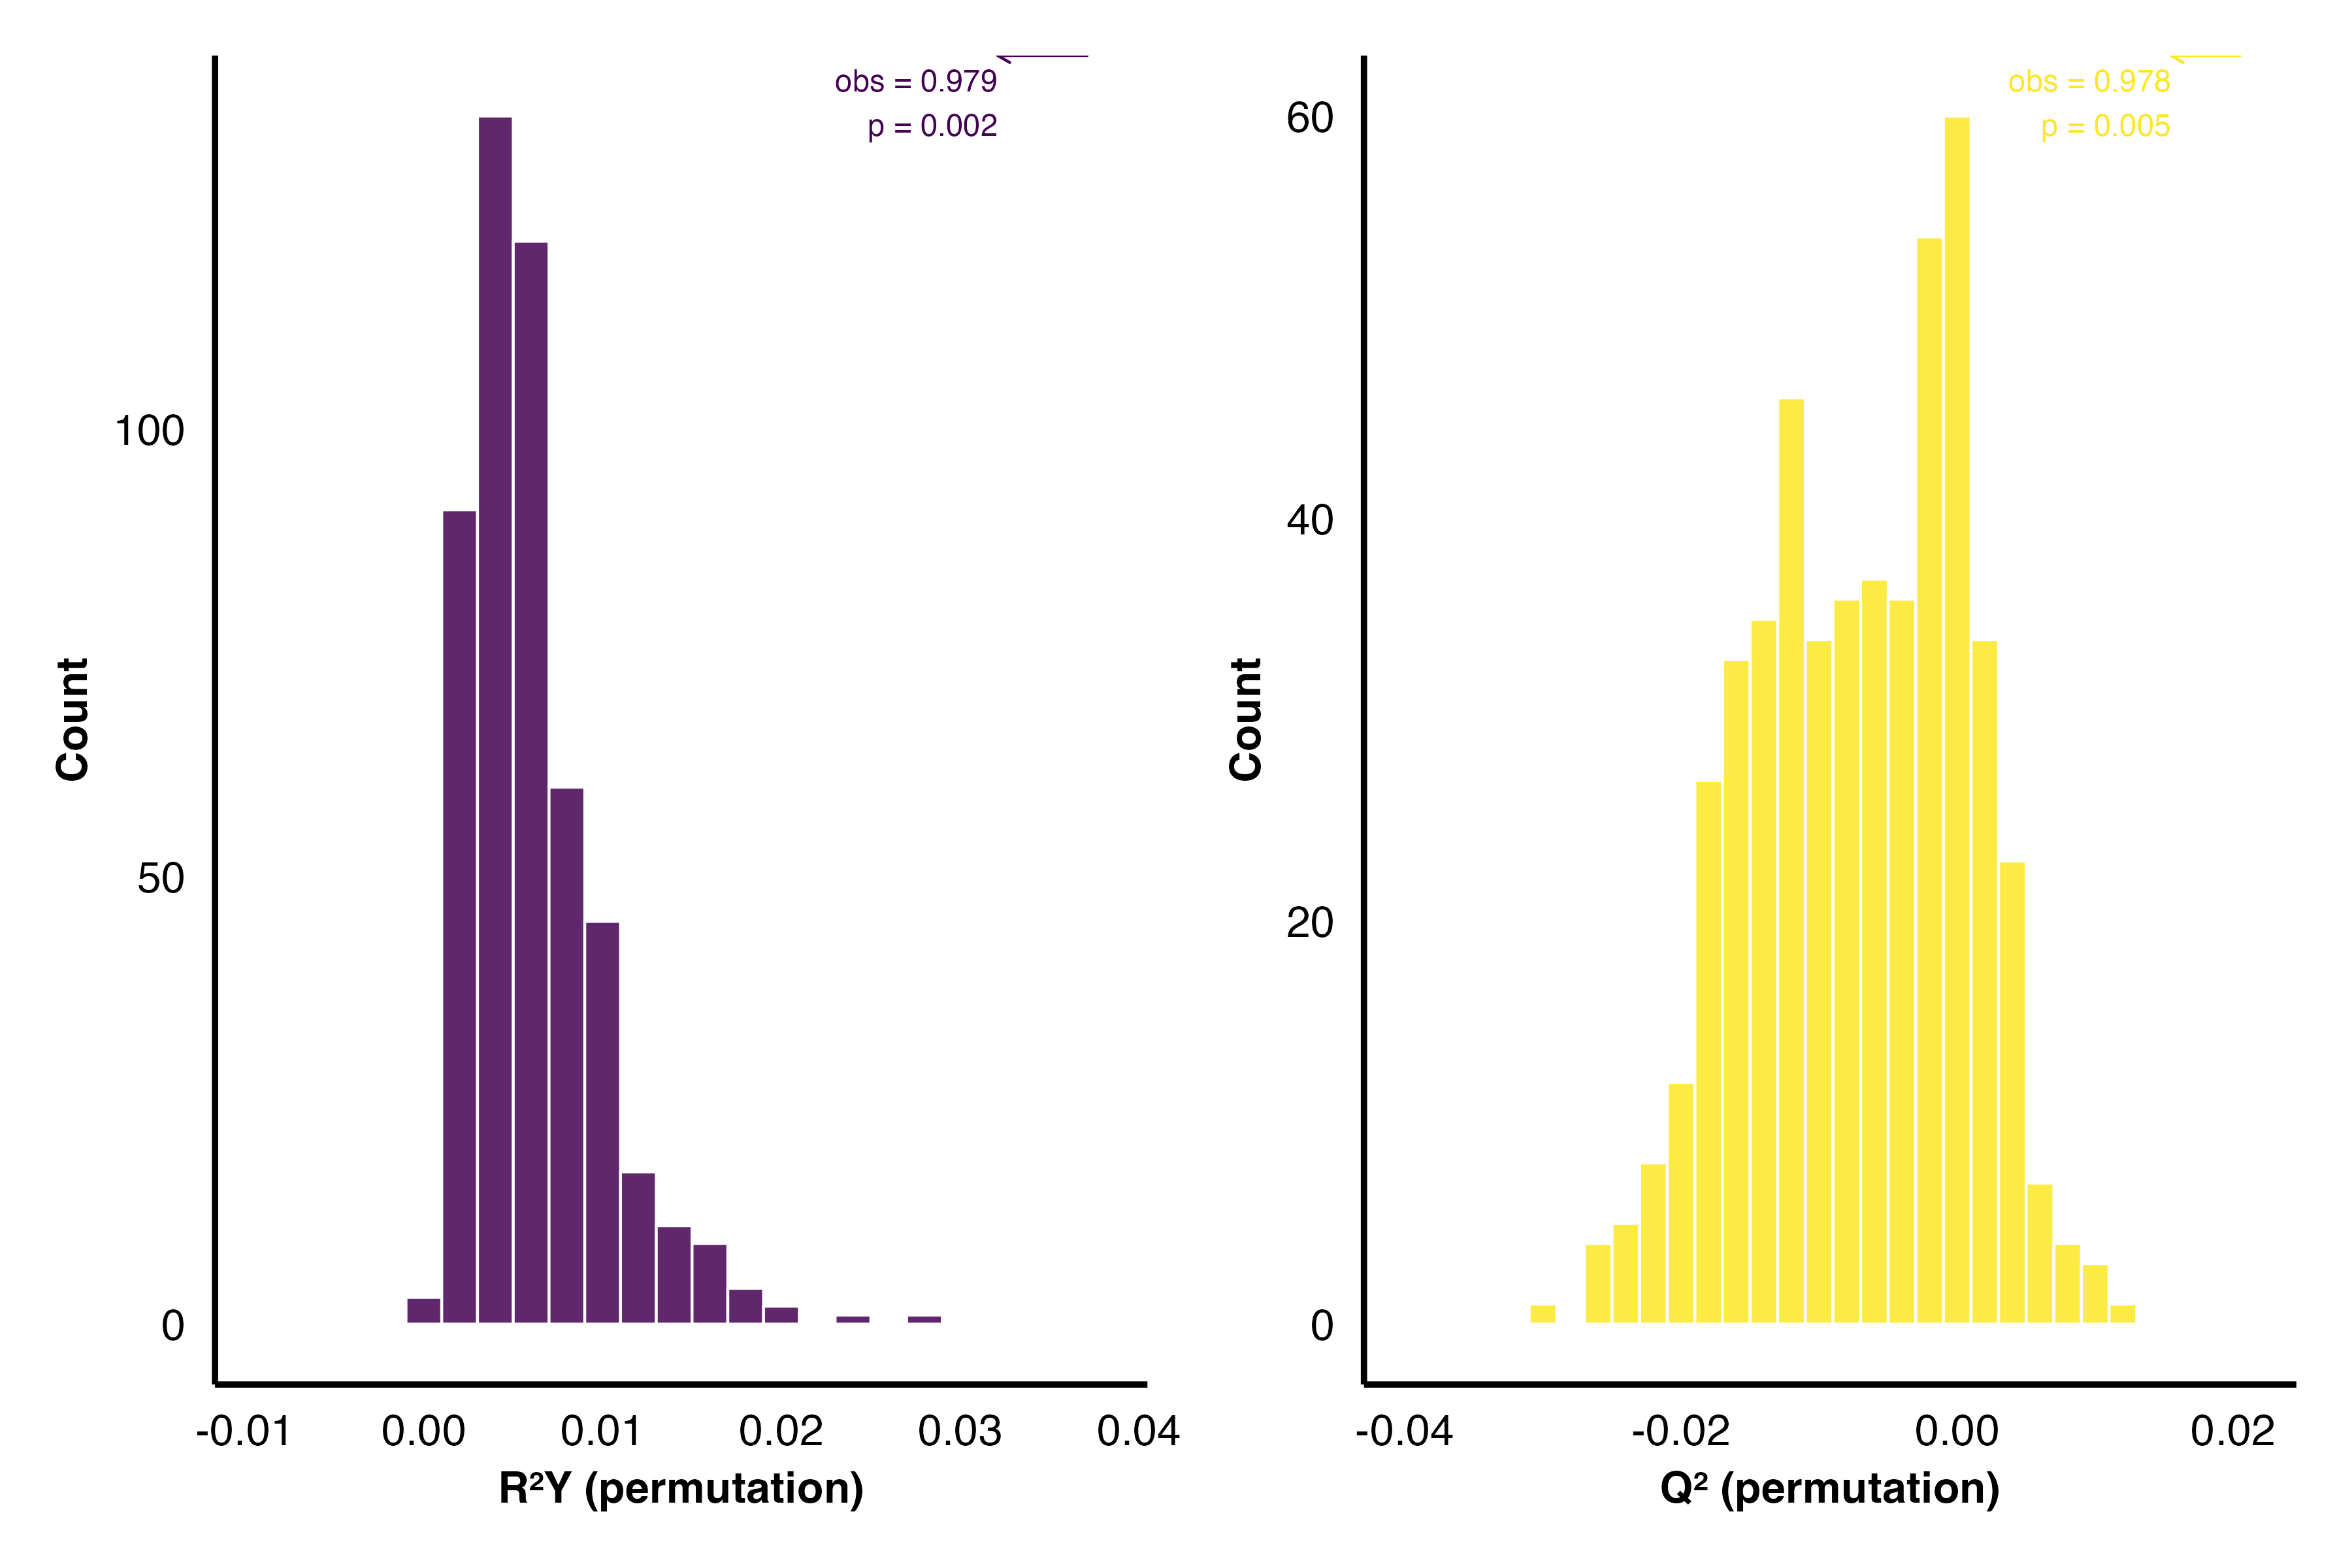 obs = 0.979
p = 0.002
100
50
0
Count
-0.01 0.00 0.01 0.02 0.03 0.04
R²Y (permutation)
obs = 0.978
p = 0.005
60
40
20
0
Count
-0.04 -0.02 0.00 0.02
Q² (permutation)